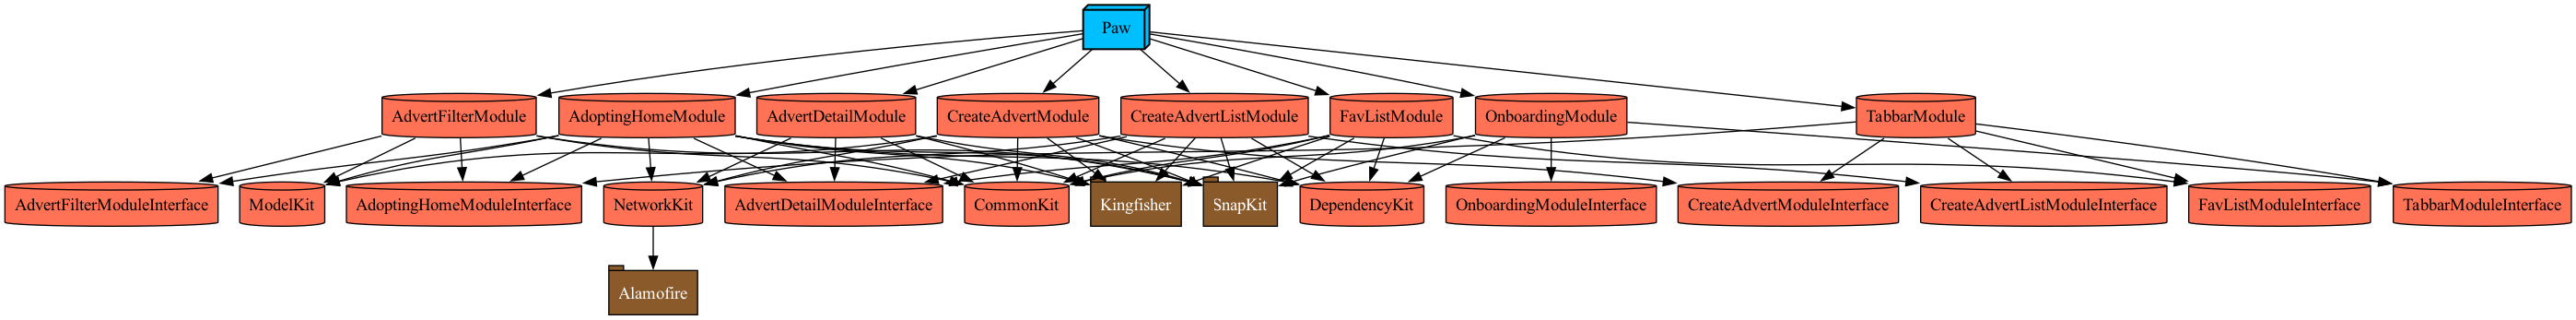 Paw
AdvertFilterModule
AdoptingHomeModule
AdvertDetailModule
CreateAdvertModule
CreateAdvertListModule
FavListModule
OnboardingModule
TabbarModule
AdvertFilterModuleInterface
ModelKit
AdoptingHomeModuleInterface
NetworkKit
AdvertDetailModuleInterface
CommonKit
Kingfisher
SnapKit
DependencyKit
OnboardingModuleInterface
CreateAdvertModuleInterface
CreateAdvertListModuleInterface
FavListModuleInterface
TabbarModuleInterface
Alamofire